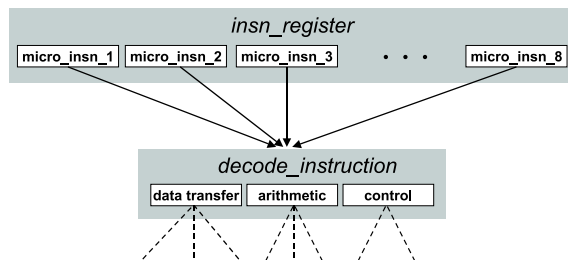 insn_register
micro_insn_1 micro_insn_2 micro_insn_3 . . . micro_insn_8
decode_instruction
data transfer arithmetic control